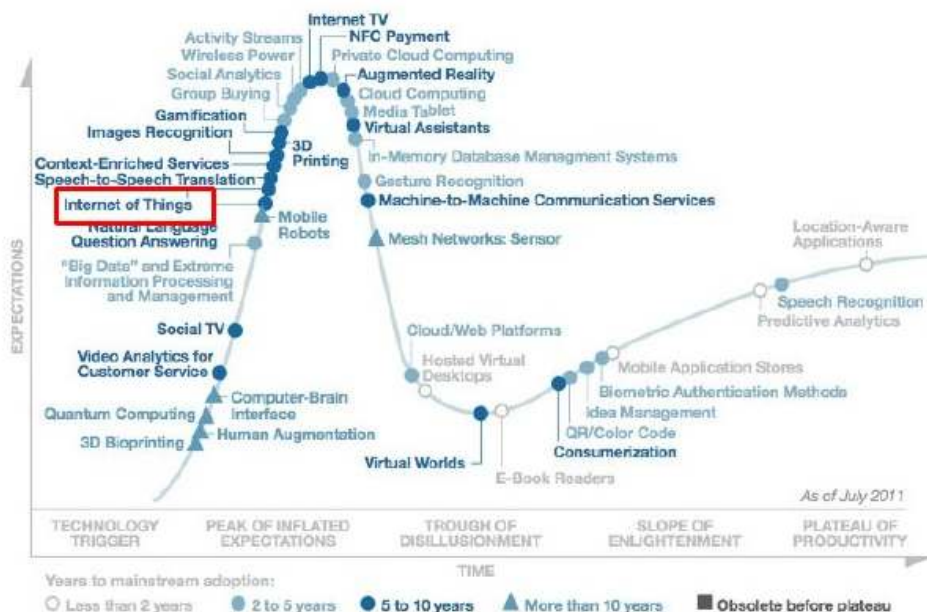 Internet TV
NFC Payment
Activity Streams
Wireless Power
Private Cloud Computing
Social Analytics
Augmented Reality
Group Buying
Cloud Computing
Gamification
Media Tablet
Images Recognition
Virtual Assistants
3D
Printing
In-Memory Database Managment Systems
Context-Enriched Services
Speech-to-Speech Translation
Gesture Recognition
Internet of Things
Machine-to-Machine Communication Services
Natural Language
Question Answering
Mobile
Robots
Mesh Networks: Sensor
Location-Aware
Applications
"Big Data" and Extreme
Information Processing
and Management
EXPECTATIONS
Speech Recognition
Predictive Analytics
Social TV
Cloud/Web Platforms
Video Analytics for
Customer Service
Hosted Virtual
Desktops
Mobile Application Stores
Biometric Authentication Methods
Computer-Brain
Interface
Idea Management
Quantum Computing
QR/Color Code
Human Augmentation
3D Bioprinting
Consumerization
Virtual Worlds
E-Book Readers
As of July 2011
TECHNOLOGY
TRIGGER
PEAK OF INFLATED
EXPECTATIONS
TROUGH OF
DISILLUSIONMENT
SLOPE OF
ENLIGHTENMENT
PLATEAU OF
PRODUCTIVITY
TIME
Years to mainstream adoption:
Less than 2 years
2 to 5 years
5 to 10 years
More than 10 years
Obsolete before plateau